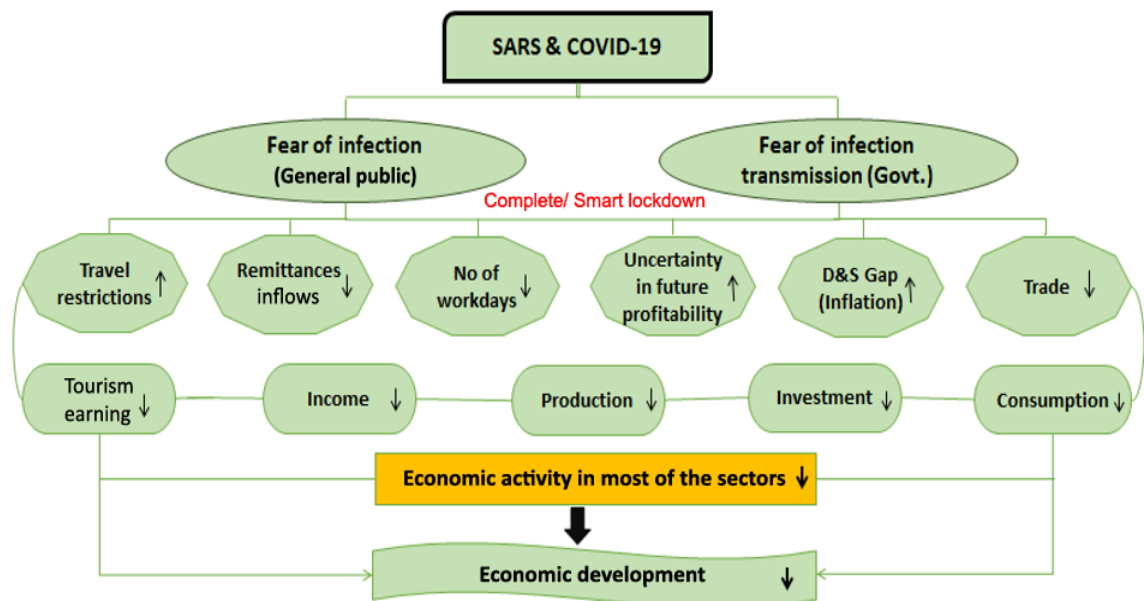 SARS & COVID-19
Fear of infection
(General public)
Fear of infection
transmission (Govt.)
Complete/ Smart lockdown
Travel
restrictions ↑
Remittances
inflows ↓
No of
workdays ↓
Uncertainty
in future
profitability ↑
D&S Gap
(Inflation) ↑
Trade ↓
Tourism
earning ↓
Income ↓
Production ↓
Investment ↓
Consumption ↓
Economic activity in most of the sectors ↓
Economic development ↓